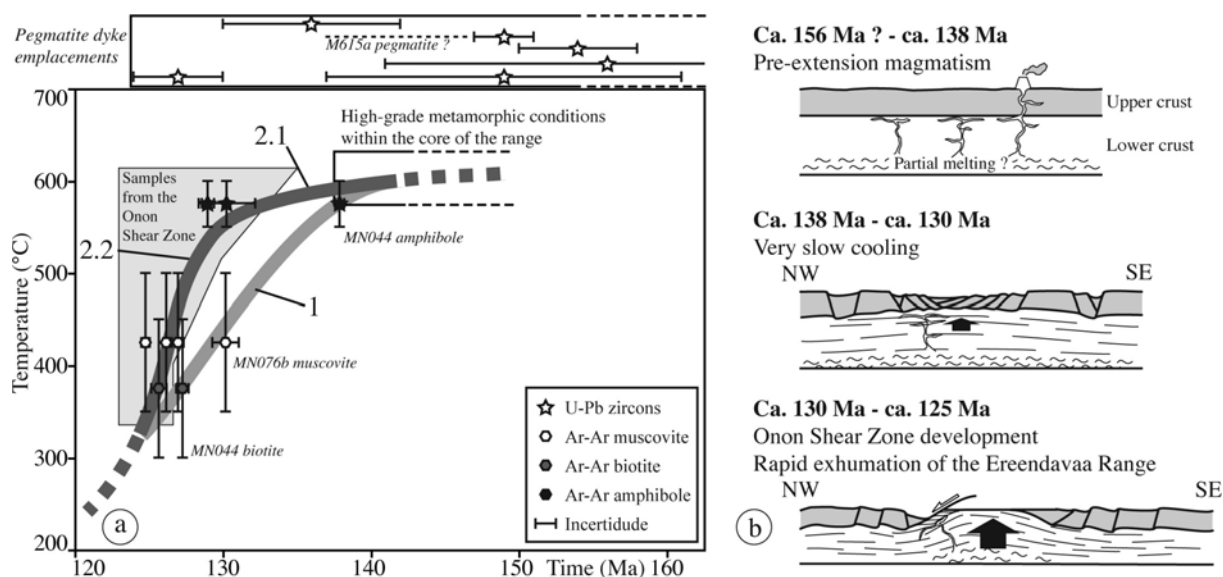 Pegmatite dyke
emplacements
M615a pegmatite ?
700
600
500
400
300
200
Temperature (°C)
High-grade metamorphic conditions
within the core of the range
2.1
Samples
from the
Onon
Shear Zone
2.2
MN044 amphibole
1
MN076b muscovite
MN044 biotite
U-Pb zircons
Ar-Ar muscovite
Ar-Ar biotite
Ar-Ar amphibole
Incertidude
a
120 130 140 150 Time (Ma) 160
Ca. 156 Ma ? - ca. 138 Ma
Pre-extension magmatism
Upper crust
Lower crust
Partial melting ?
Ca. 138 Ma - ca. 130 Ma
Very slow cooling
NW SE
Ca. 130 Ma - ca. 125 Ma
Onon Shear Zone development
Rapid exhumation of the Ereendavaa Range
NW SE
b